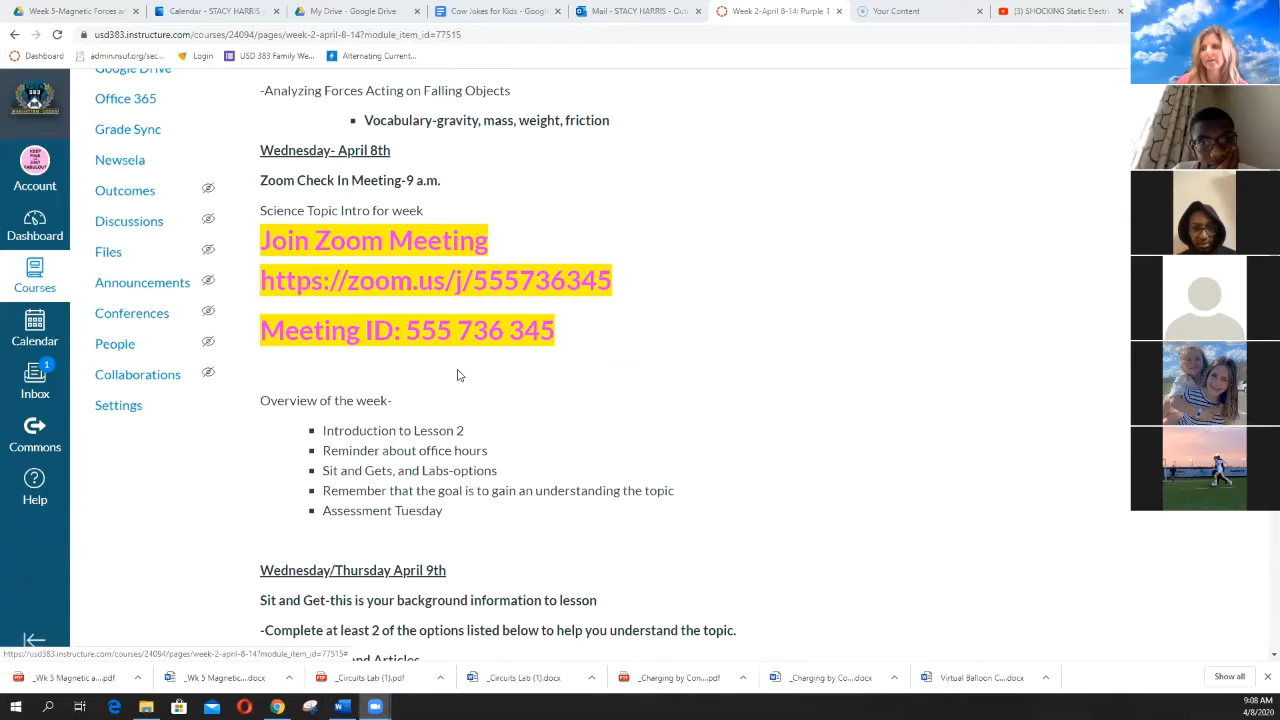 Week 5-Magnetic Forces a
Calendar - STACY HARRIS -
My Drive - Google Drive
Cow Jokes for Kids - Googl
Mail - STACY HARRIS - Out
Week 2-April 8-14: Purple 1
Your Content
(3) SHOCKING Static Electri
usd383.instructure.com/courses/24094/pages/week-2-april-8-14?module_item_id=77515
Dashboard
admin.nsuf.org/sec...
Login
USD 383 Family We...
Alternating Current...
Google Drive
Office 365
Grade Sync
Newsela
Outcomes
Discussions
Files
Announcements
Conferences
People
Collaborations
Settings
Account
Dashboard
Courses
Calendar
1
Inbox
Commons
Help
-Analyzing Forces Acting on Falling Objects
Vocabulary-gravity, mass, weight, friction
Wednesday- April 8th
Zoom Check In Meeting-9 a.m.
Science Topic Intro for week
Join Zoom Meeting
https://zoom.us/j/555736345
Meeting ID: 555 736 345
Overview of the week-
Introduction to Lesson 2
Reminder about office hours
Sit and Gets, and Labs-options
Remember that the goal is to gain an understanding the topic
Assessment Tuesday
Wednesday/Thursday April 9th
Sit and Get-this is your background information to lesson
-Complete at least 2 of the options listed below to help you understand the topic.
nd Articles
https://usd383.instructure.com/courses/24094/pages/week-2-april-8-14?module_item_id=77515#
_Wk 5 Magnetic a....pdf
_Wk 5 Magnetic....docx
_Circuits Lab (1).pdf
_Circuits Lab (1).docx
_Charging by Con....pdf
_Charging by Co....docx
Virtual Balloon C....docx
Show all
9:08 AM
4/8/2020